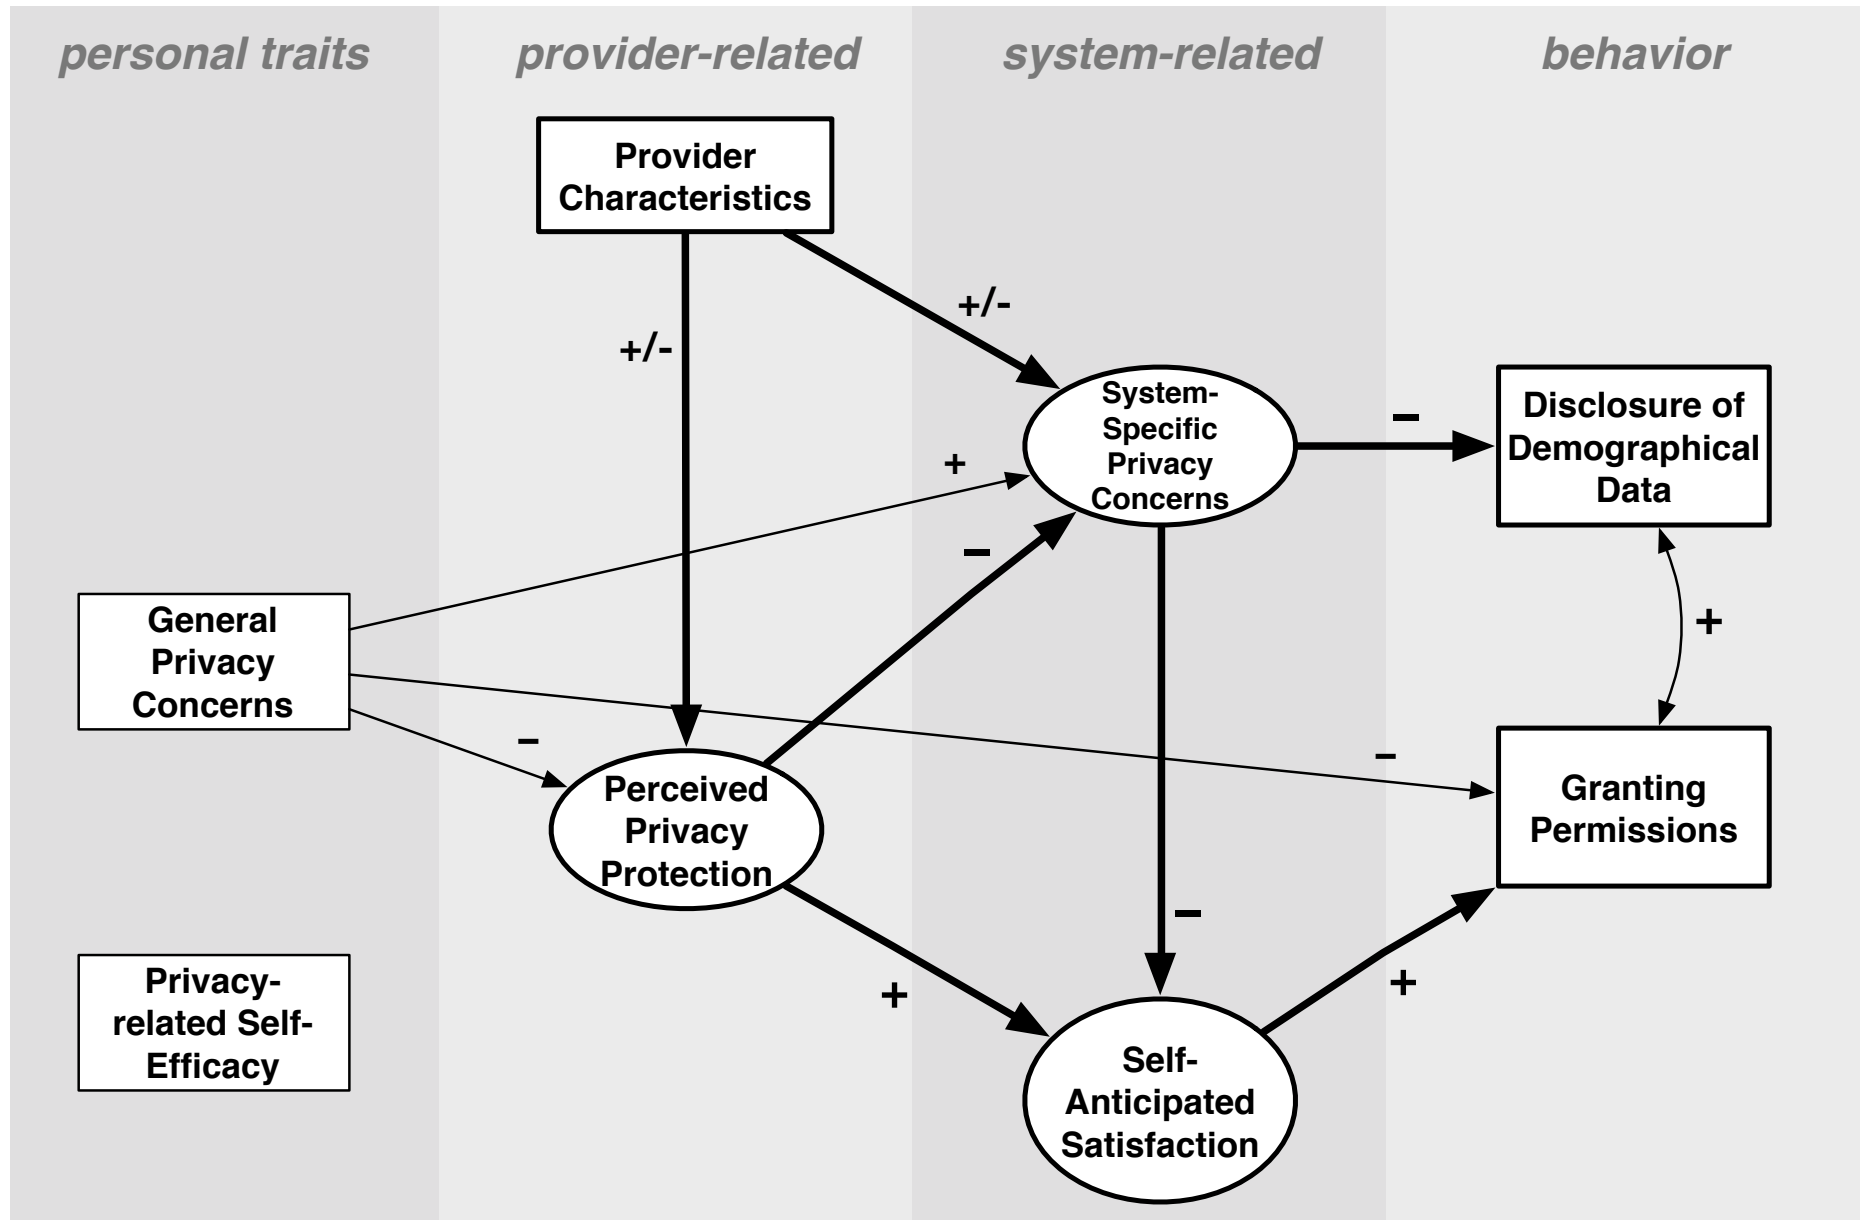 personal traits
provider-related
system-related
behavior
Provider
Characteristics
+/-
+/-
System-
Specific
Privacy
Concerns
–
Disclosure of
Demographical
Data
+
–
+
General
Privacy
Concerns
–
–
Perceived
Privacy
Protection
Granting
Permissions
–
+
+
Privacy-
related Self-
Efficacy
Self-
Anticipated
Satisfaction